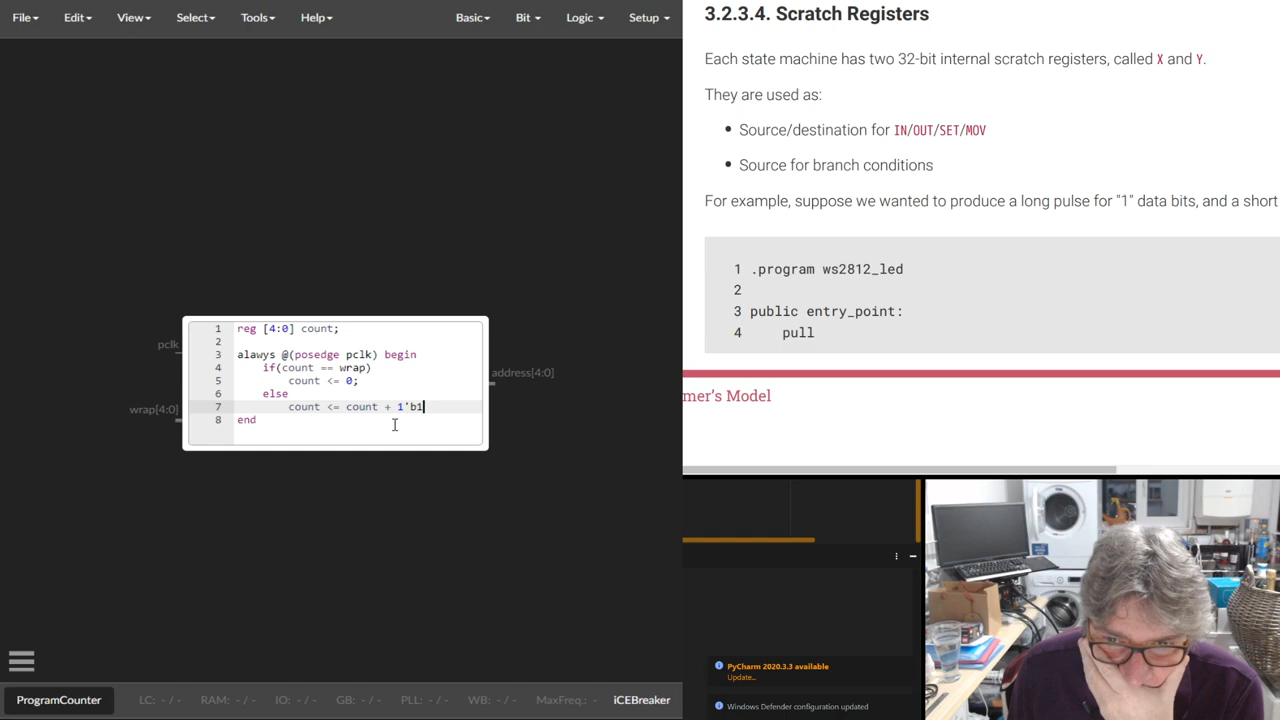 File Edit View Select Tools Help Basic Bit Logic Setup
pclk
wrap[4:0]
1 reg [4:0] count;
2
3 alawys @(posedge pclk) begin
4 if(count == wrap)
5 count <= 0;
6 else
7 count <= count + 1'b1
8 end
address[4:0]
ProgramCounter LC: - / - RAM: - / - IO: - / - GB: - / - PLL: - / - WB: - / - MaxFreq.: - / - iCEBreaker
3.2.3.4. Scratch Registers
Each state machine has two 32-bit internal scratch registers, called X and Y.
They are used as:
• Source/destination for IN/OUT/SET/MOV
• Source for branch conditions
For example, suppose we wanted to produce a long pulse for "1" data bits, and a short
1 .program ws2812_led
2
3 public entry_point:
4 pull
mer's Model
PyCharm 2020.3.3 available
Update...
Windows Defender configuration updated